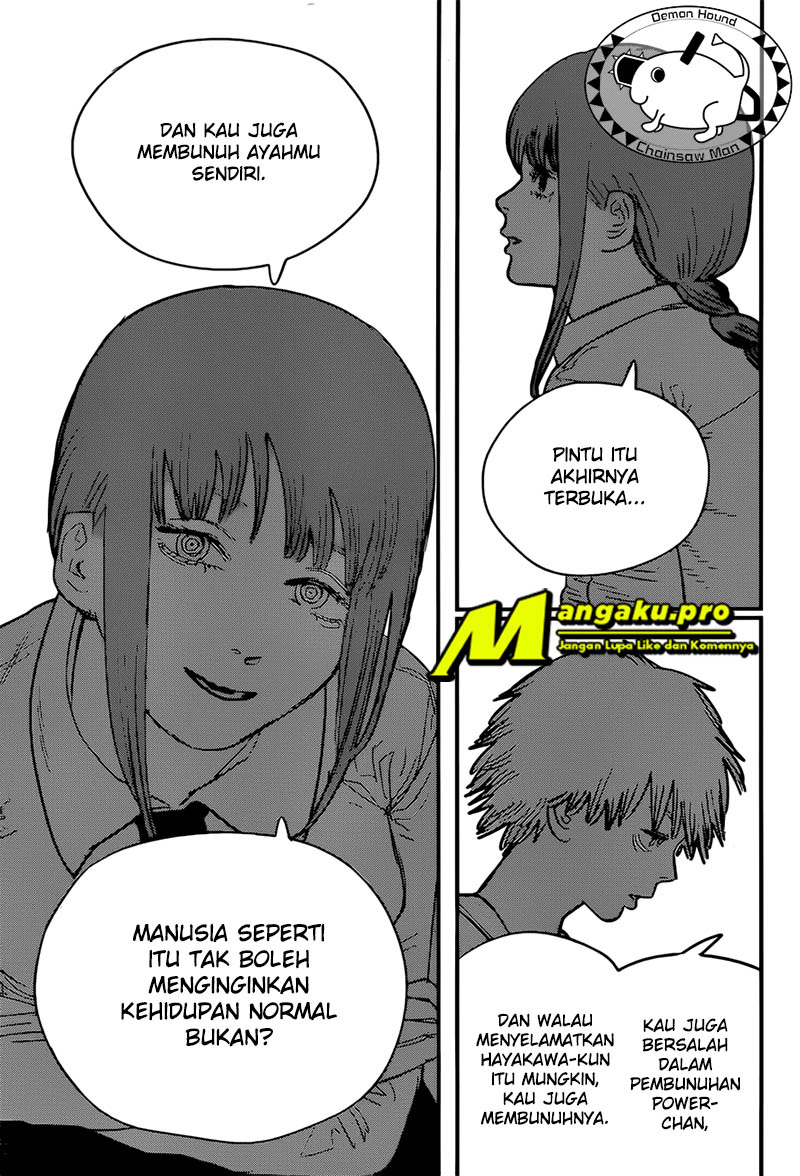 Demon Hound
Chainsaw Man
PINTU ITU
AKHIRNYA
TERBUKA...
Mangaku.pro
Jangan Lupa Like dan Komennya
KAU JUGA
BERSALAH
DALAM
PEMBUNUHAN
POWER-
CHAN,
DAN WALAU
MENYELAMATKAN
HAYAKAWA-KUN
ITU MUNGKIN,
KAU JUGA
MEMBUNUHNYA.
DAN KAU JUGA
MEMBUNUH AYAHMU
SENDIRI.
MANUSIA SEPERTI
ITU TAK BOLEH
MENGINGINKAN
KEHIDUPAN NORMAL
BUKAN?